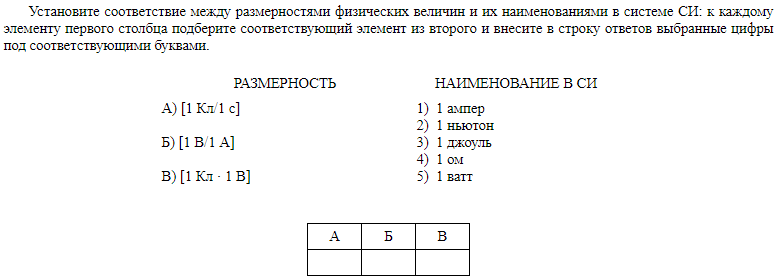 Установите соответствие между размерностями физических величин и их наименованиями в системе СИ: к каждому
элементу первого столбца подберите соответствующий элемент из второго и внесите в строку ответов выбранные цифры
под соответствующими буквами.
РАЗМЕРНОСТЬ НАИМЕНОВАНИЕ В СИ
А) [1 Кл/1 с] 1) 1 ампер
2) 1 ньютон
Б) [1 В/1 А] 3) 1 джоуль
4) 1 ом
В) [1 Кл · 1 В] 5) 1 ватт
А Б В